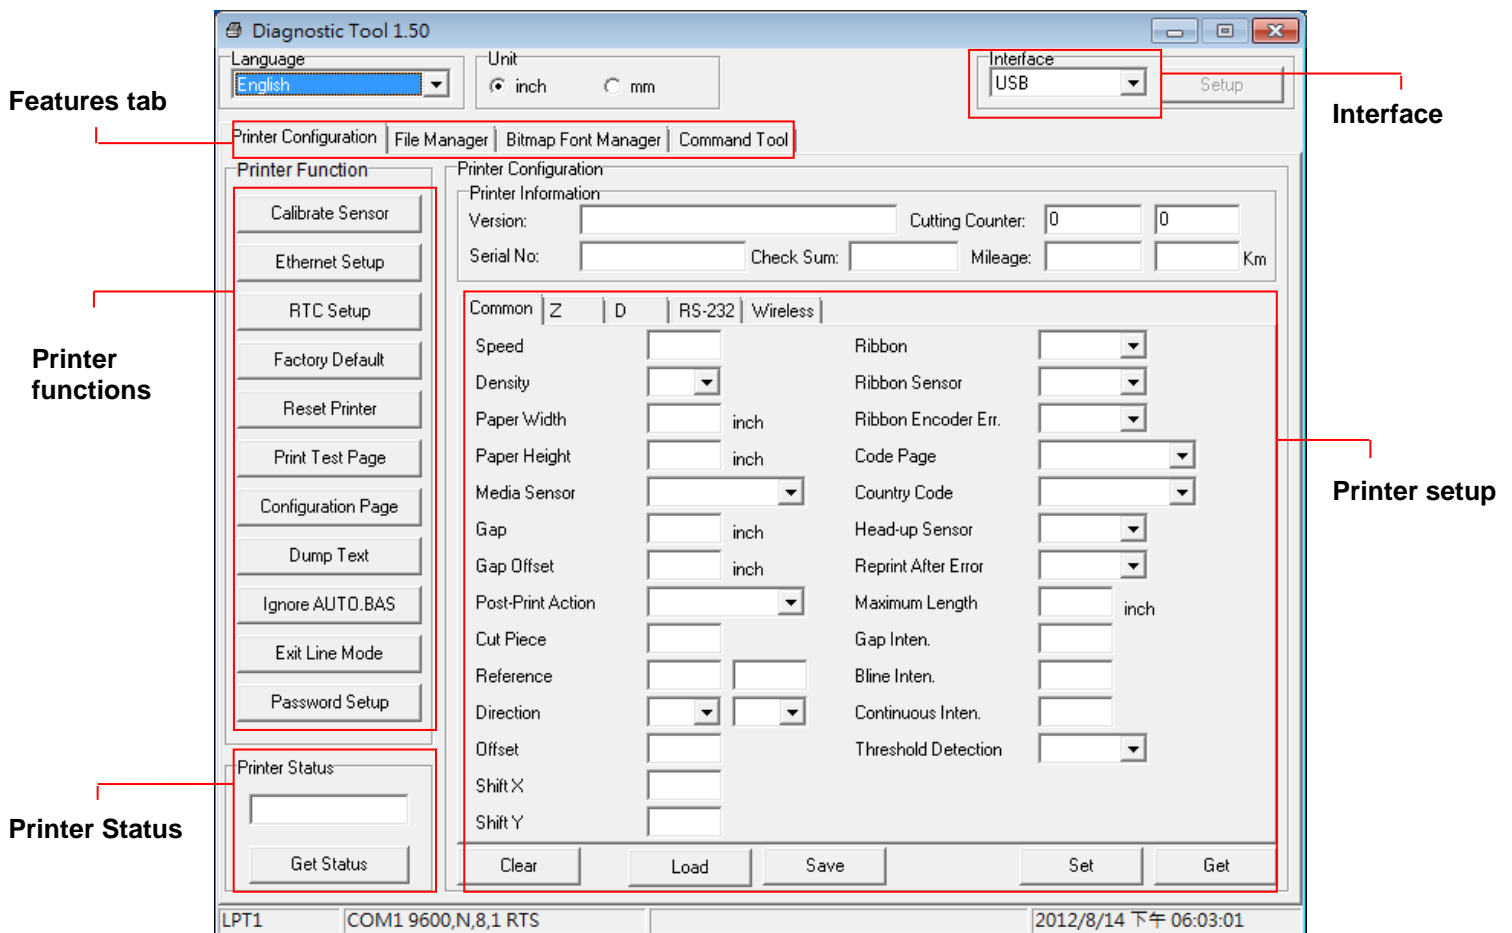 Diagnostic Tool 1.50
Language
English
Unit
inch
mm
Interface
USB
Setup
Features tab
Interface
Printer Configuration
File Manager
Bitmap Font Manager
Command Tool
Printer Function
Calibrate Sensor
Ethernet Setup
RTC Setup
Factory Default
Reset Printer
Print Test Page
Configuration Page
Dump Text
Ignore AUTO.BAS
Exit Line Mode
Password Setup
Printer functions
Printer Status
Get Status
Printer Status
Printer Configuration
Printer Information
Version:
Cutting Counter: 0 0
Serial No:
Check Sum:
Mileage:
Km
Common
Z
D
RS-232
Wireless
Speed
Density
Paper Width inch
Paper Height inch
Media Sensor
Gap inch
Gap Offset inch
Post-Print Action
Cut Piece
Reference
Direction
Offset
Shift X
Shift Y
Ribbon
Ribbon Sensor
Ribbon Encoder Err.
Code Page
Country Code
Head-up Sensor
Reprint After Error
Maximum Length inch
Gap Inten.
Bline Inten.
Continuous Inten.
Threshold Detection
Printer setup
Clear
Load
Save
Set
Get
LPT1
COM1 9600,N,8,1 RTS
2012/8/14 下午 06:03:01